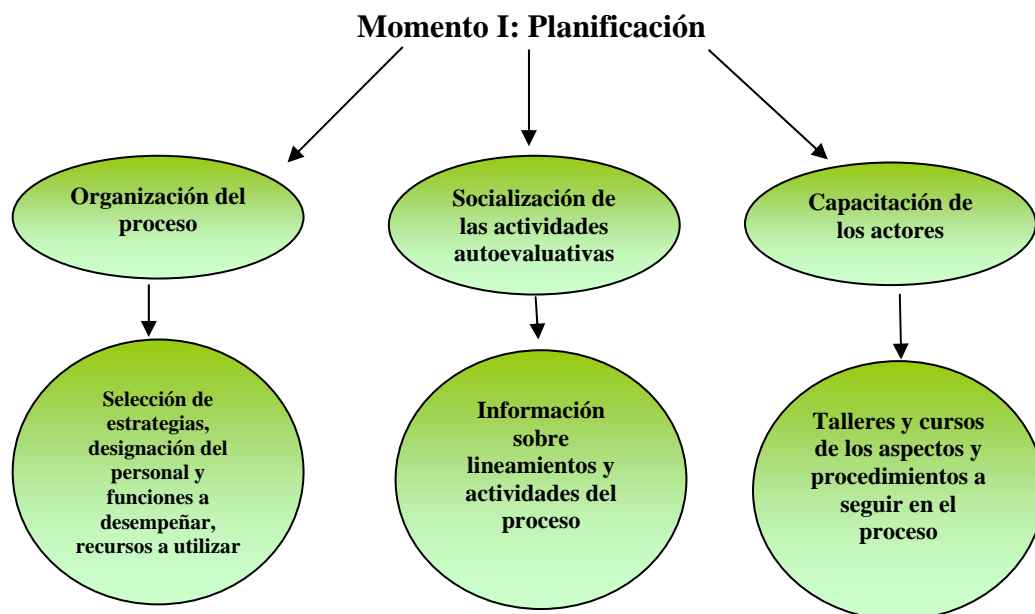 Momento I: Planificación
Organización del
proceso
Socialización de
las actividades
autoevaluativas
Capacitación de
los actores
Selección de
estrategias,
designación del
personal y
funciones a
desempeñar,
recursos a utilizar
Información
sobre
lineamientos y
actividades del
proceso
Talleres y cursos
de los aspectos y
procedimientos a
seguir en el
proceso